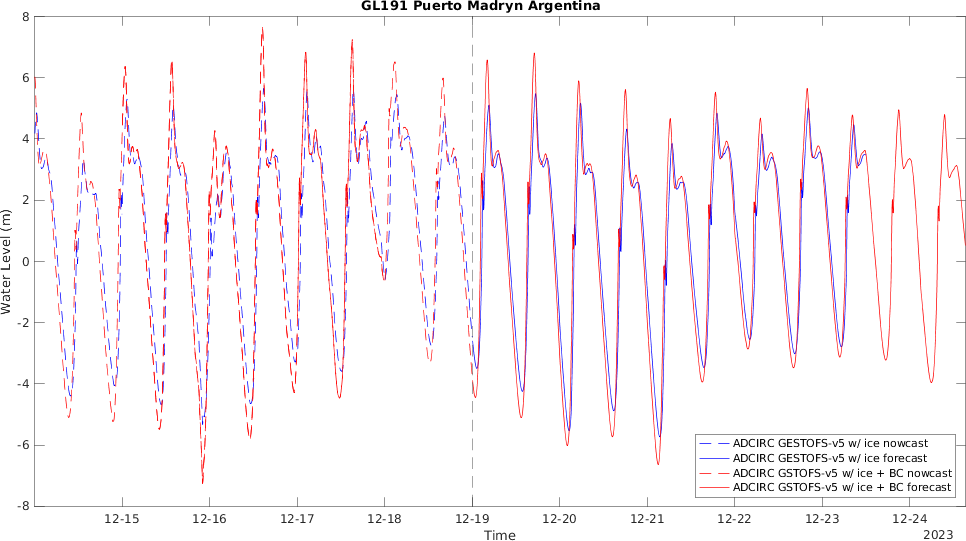 GL191 Puerto Madryn Argentina
Water Level (m)
8
6
4
2
0
-2
-4
-6
-8
ADCIRC GESTOFS-v5 w/ ice nowcast
ADCIRC GESTOFS-v5 w/ ice forecast
ADCIRC GSTOFS-v5 w/ ice + BC nowcast
ADCIRC GSTOFS-v5 w/ ice + BC forecast
12-15 12-16 12-17 12-18 12-19 12-20 12-21 12-22 12-23 12-24
Time
2023